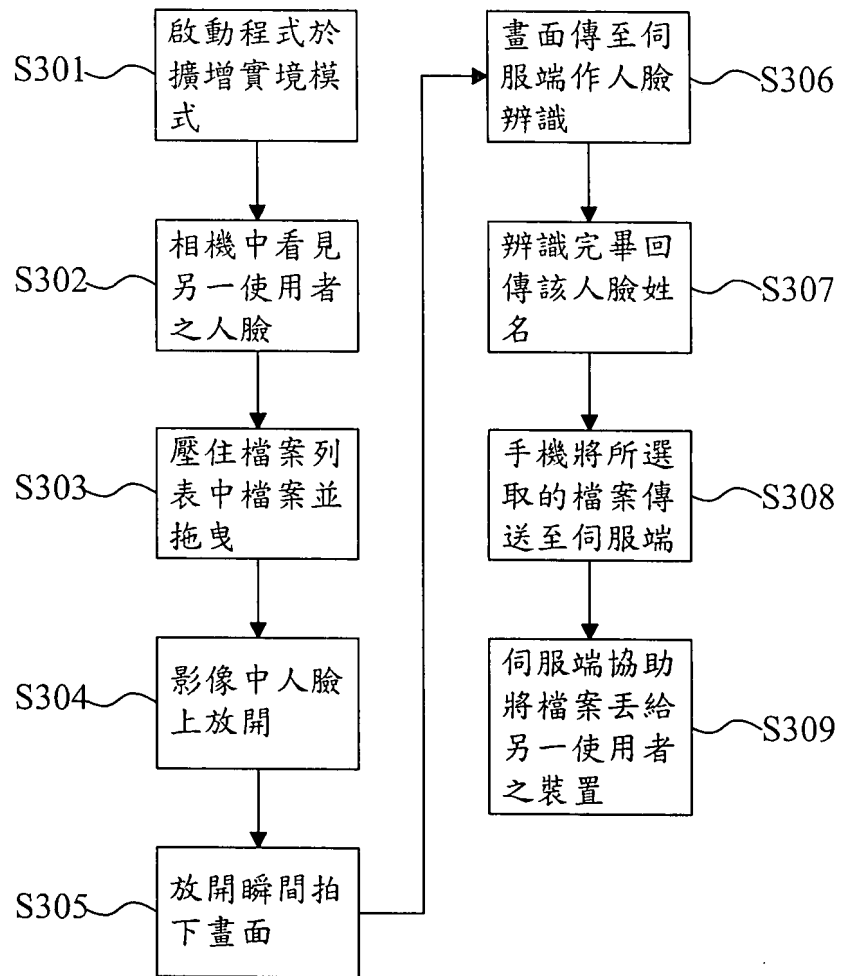 S301
啟動程式於
擴增實境模
式
S302
相機中看見
另一使用者
之人臉
S303
壓住檔案列
表中檔案並
拖曳
S304
影像中人臉
上放開
S305
放開瞬間拍
下畫面
畫面傳至伺
服端作人臉
辨識
S306
辨識完畢回
傳該人臉姓
名
S307
手機將所選
取的檔案傳
送至伺服端
S308
伺服端協助
將檔案丟給
另一使用者
之裝置
S309